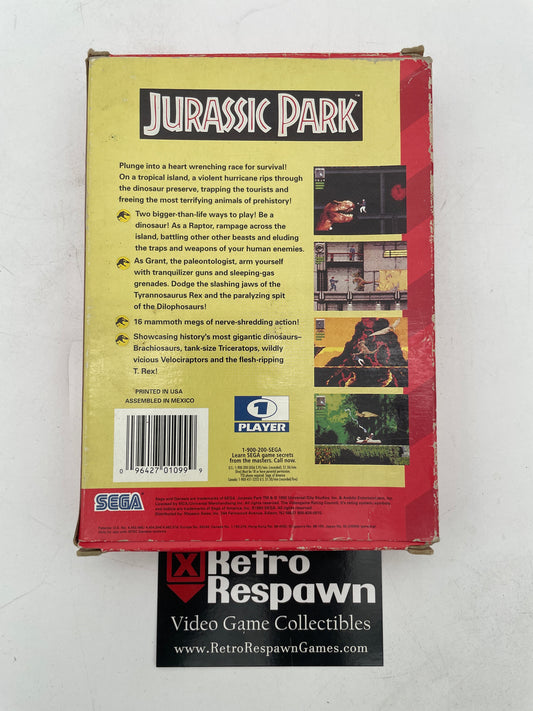 JURASSIC PARK
Plunge into a heart wrenching race for survival!
On a tropical island, a violent hurricane rips through
the dinosaur preserve, trapping the tourists and
freeing the most terrifying animals of prehistory!
Two bigger-than-life ways to play! Be a
dinosaur! As a Raptor, rampage across the
island, battling other other beasts and eluding
the traps and weapons of your human enemies.
As Grant, the paleontologist, arm yourself
with tranquilizer guns and sleeping-gas
grenades. Dodge the slashing jaws of the
Tyrannosaurus Rex and the paralyzing spit
of the Dilophosaurs!
16 mammoth megs of nerve-shredding action!
Showcasing history's most gigantic dinosaurs–
Brachiosaurs, tank-size Triceratops, wildly
vicious Velociraptors and the flesh-ripping
T. Rex!
PRINTED IN USA
ASSEMBLED IN MEXICO
1
PLAYER
0 96427 01099 9
1-900-200-SEGA
Learn SEGA game secrets
from the masters. Call now.
SEGA
Retro
Respawn
Video Game Collectibles
www.RetroRespawnGames.com